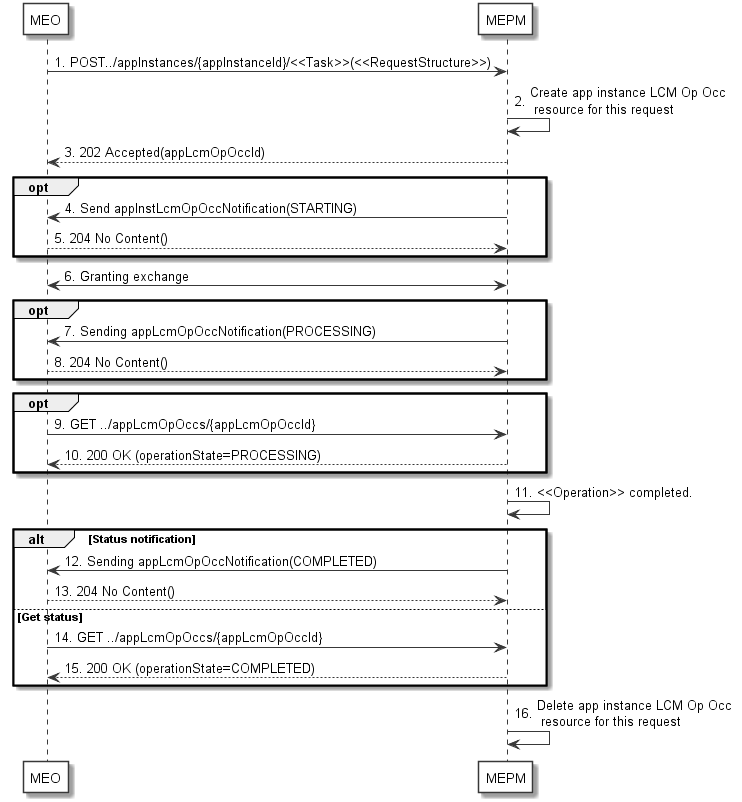 MEO MEPM
1. POST../appInstances/{appInstanceId}/<<Task>>(<<RequestStructure>>)
2. Create app instance LCM Op Occ
resource for this request
3. 202 Accepted(appLcmOpOccId)
opt
4. Send appInstLcmOpOccNotification(STARTING)
5. 204 No Content()
6. Granting exchange
opt
7. Sending appLcmOpOccNotification(PROCESSING)
8. 204 No Content()
opt
9. GET ../appLcmOpOccs/{appLcmOpOccId}
10. 200 OK (operationState=PROCESSING)
11. <<Operation>> completed.
alt [Status notification]
12. Sending appLcmOpOccNotification(COMPLETED)
13. 204 No Content()
[Get status]
14. GET ../appLcmOpOccs/{appLcmOpOccId}
15. 200 OK (operationState=COMPLETED)
16. Delete app instance LCM Op Occ
resource for this request
MEO MEPM